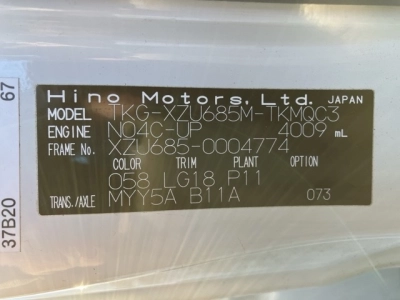 Hino Motors, Ltd. JAPAN
MODEL TKG-XZU685M-TKMQC3
ENGINE N04C-UP 4009 mL
FRAME No. XZU685-0004774
COLOR TRIM PLANT
058 LG18 P11
TRANS./AXLE MYY5A B11A 073
37B20 67